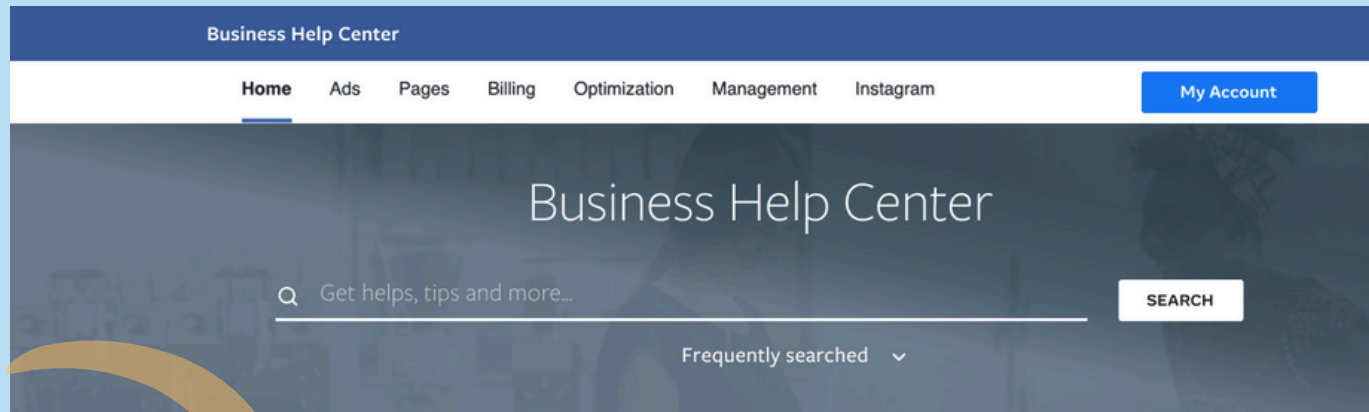 Business Help Center
Home Ads Pages Billing Optimization Management Instagram My Account
Business Help Center
Get helps, tips and more...
SEARCH
Frequently searched